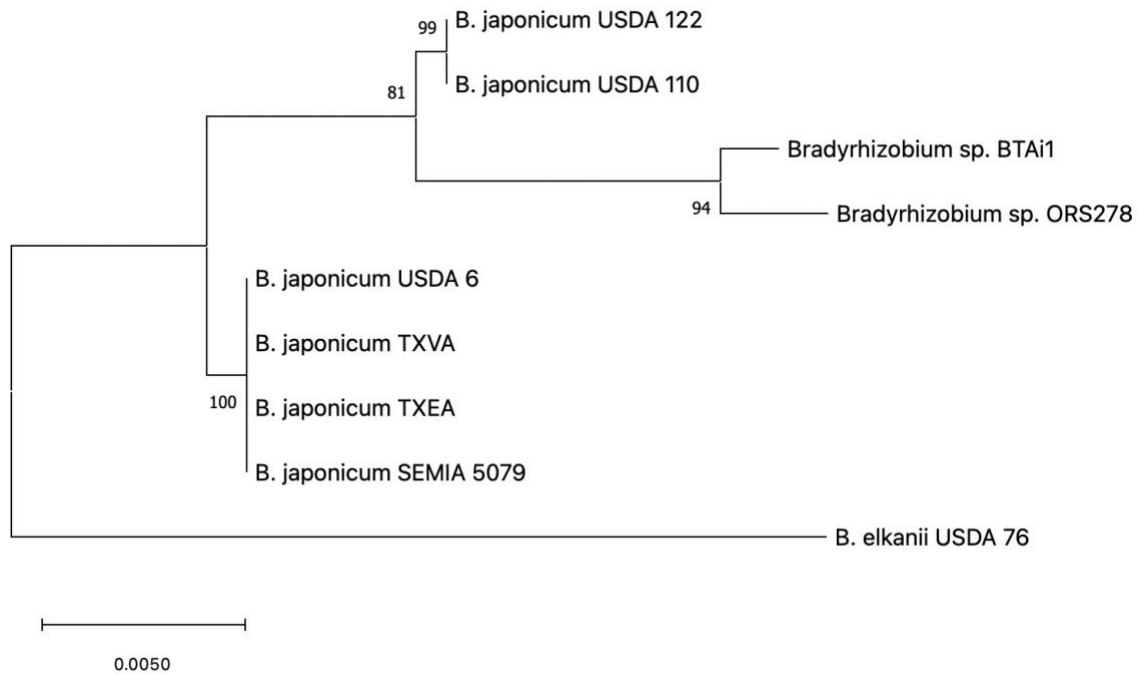 99
B. japonicum USDA 122
B. japonicum USDA 110
81
Bradyrhizobium sp. BTAi1
94
Bradyrhizobium sp. ORS278
B. japonicum USDA 6
B. japonicum TXVA
100
B. japonicum TXEA
B. japonicum SEMIA 5079
B. elkanii USDA 76
0.0050